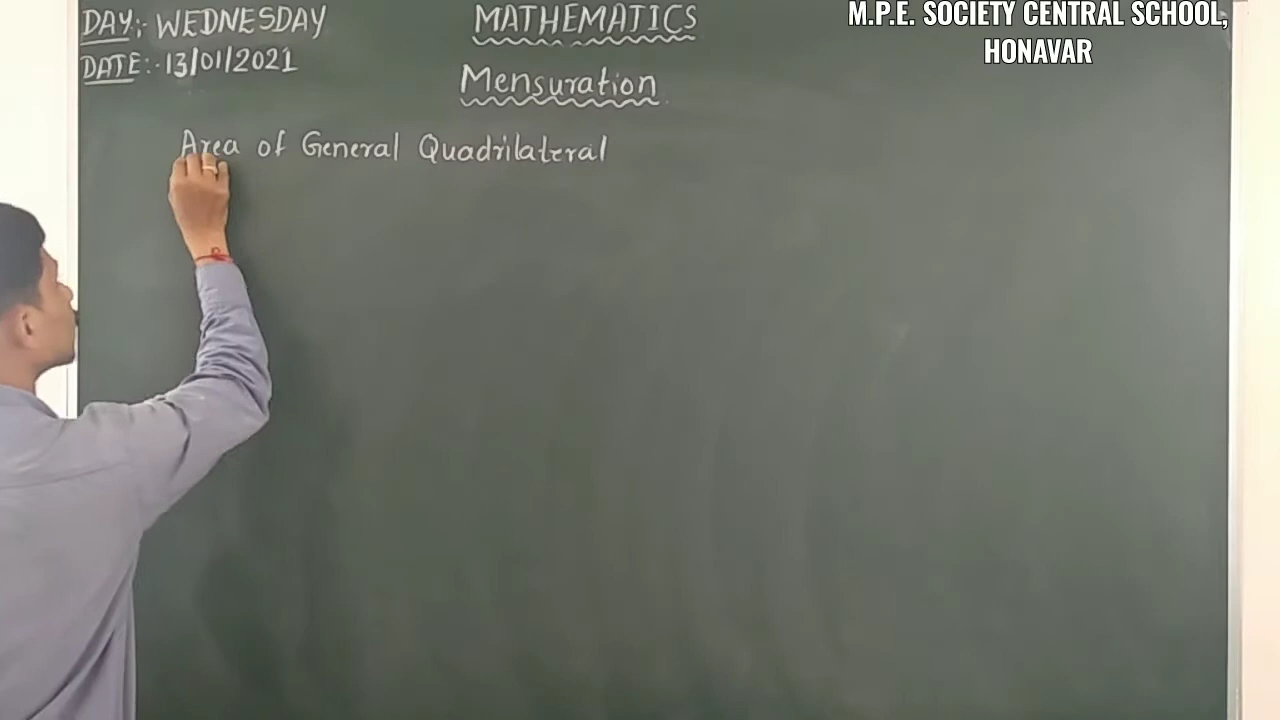 DAY:- WEDNESDAY
DATE:- 13/01/2021
MATHEMATICS
M.P.E. SOCIETY CENTRAL SCHOOL,
HONAVAR
Mensuration
Area of General Quadrilateral